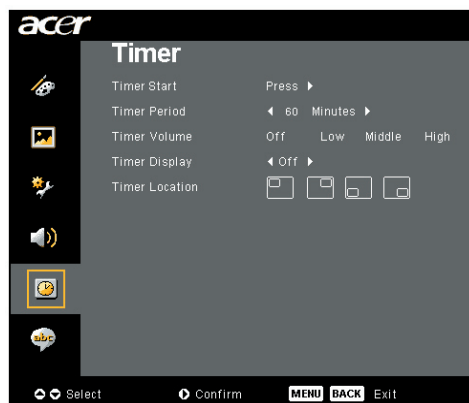 acer
Timer
Timer Start Press
Timer Period 60 Minutes
Timer Volume Off Low Middle High
Timer Display Off
Timer Location
abc
Select Confirm MENU BACK Exit